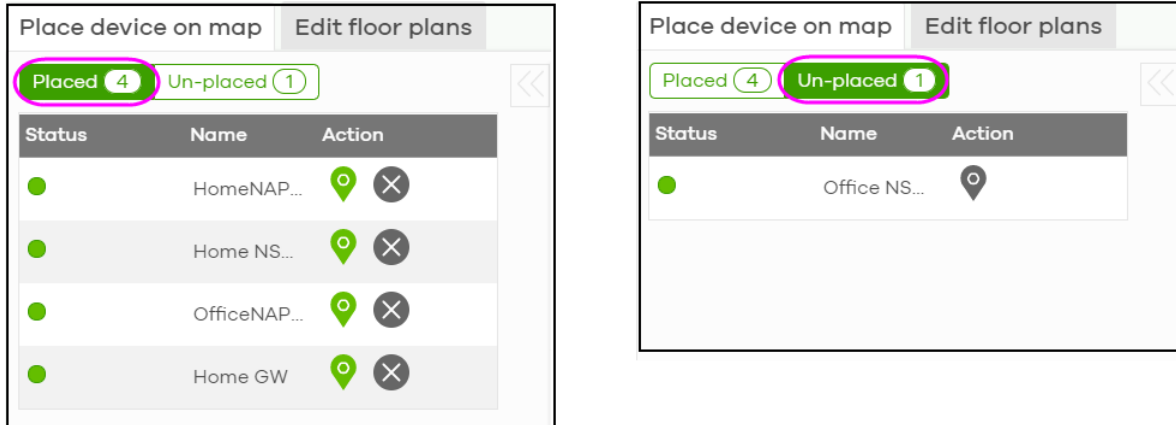 Place device on map Edit floor plans
Placed 4 Un-placed 1
Status Name Action
HomeNAP...
Home NS...
OfficeNAP...
Home GW
Place device on map Edit floor plans
Placed 4 Un-placed 1
Status Name Action
Office NS...